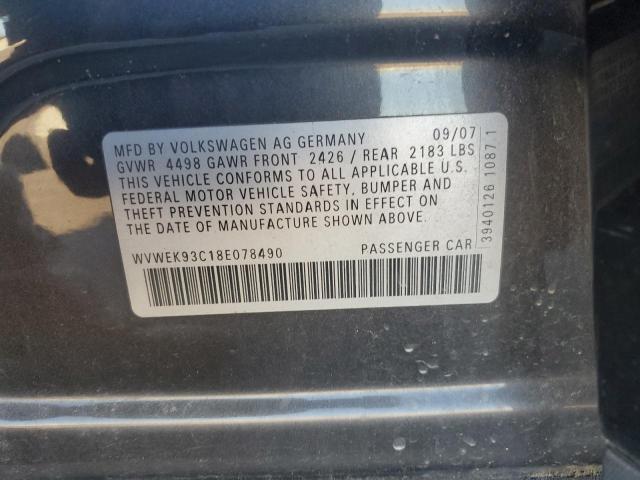 MFD BY VOLKSWAGEN AG GERMANY 09/07
GVWR 4498 GAWR FRONT 2426 / REAR 2183 LBS
THIS VEHICLE CONFORMS TO ALL APPLICABLE U.S.
FEDERAL MOTOR VEHICLE SAFETY, BUMPER AND
THEFT PREVENTION STANDARDS IN EFFECT ON
THE DATE OF MANUFACTURE SHOWN ABOVE.
WVWEK93C18E078490 PASSENGER CAR
3940126 1087.1